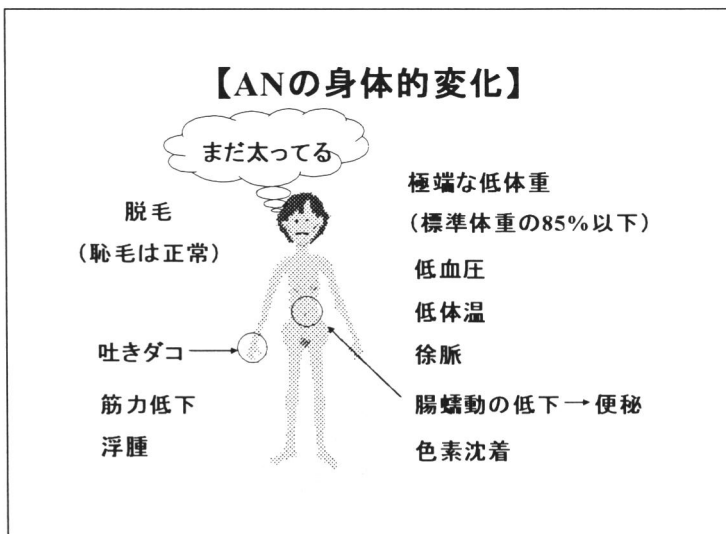 【ANの身体的変化】
まだ太ってる
脱毛
（恥毛は正常）
吐きダコ
筋力低下
浮腫
極端な低体重
（標準体重の85%以下）
低血圧
低体温
徐脈
腸蠕動の低下→便秘
色素沈着